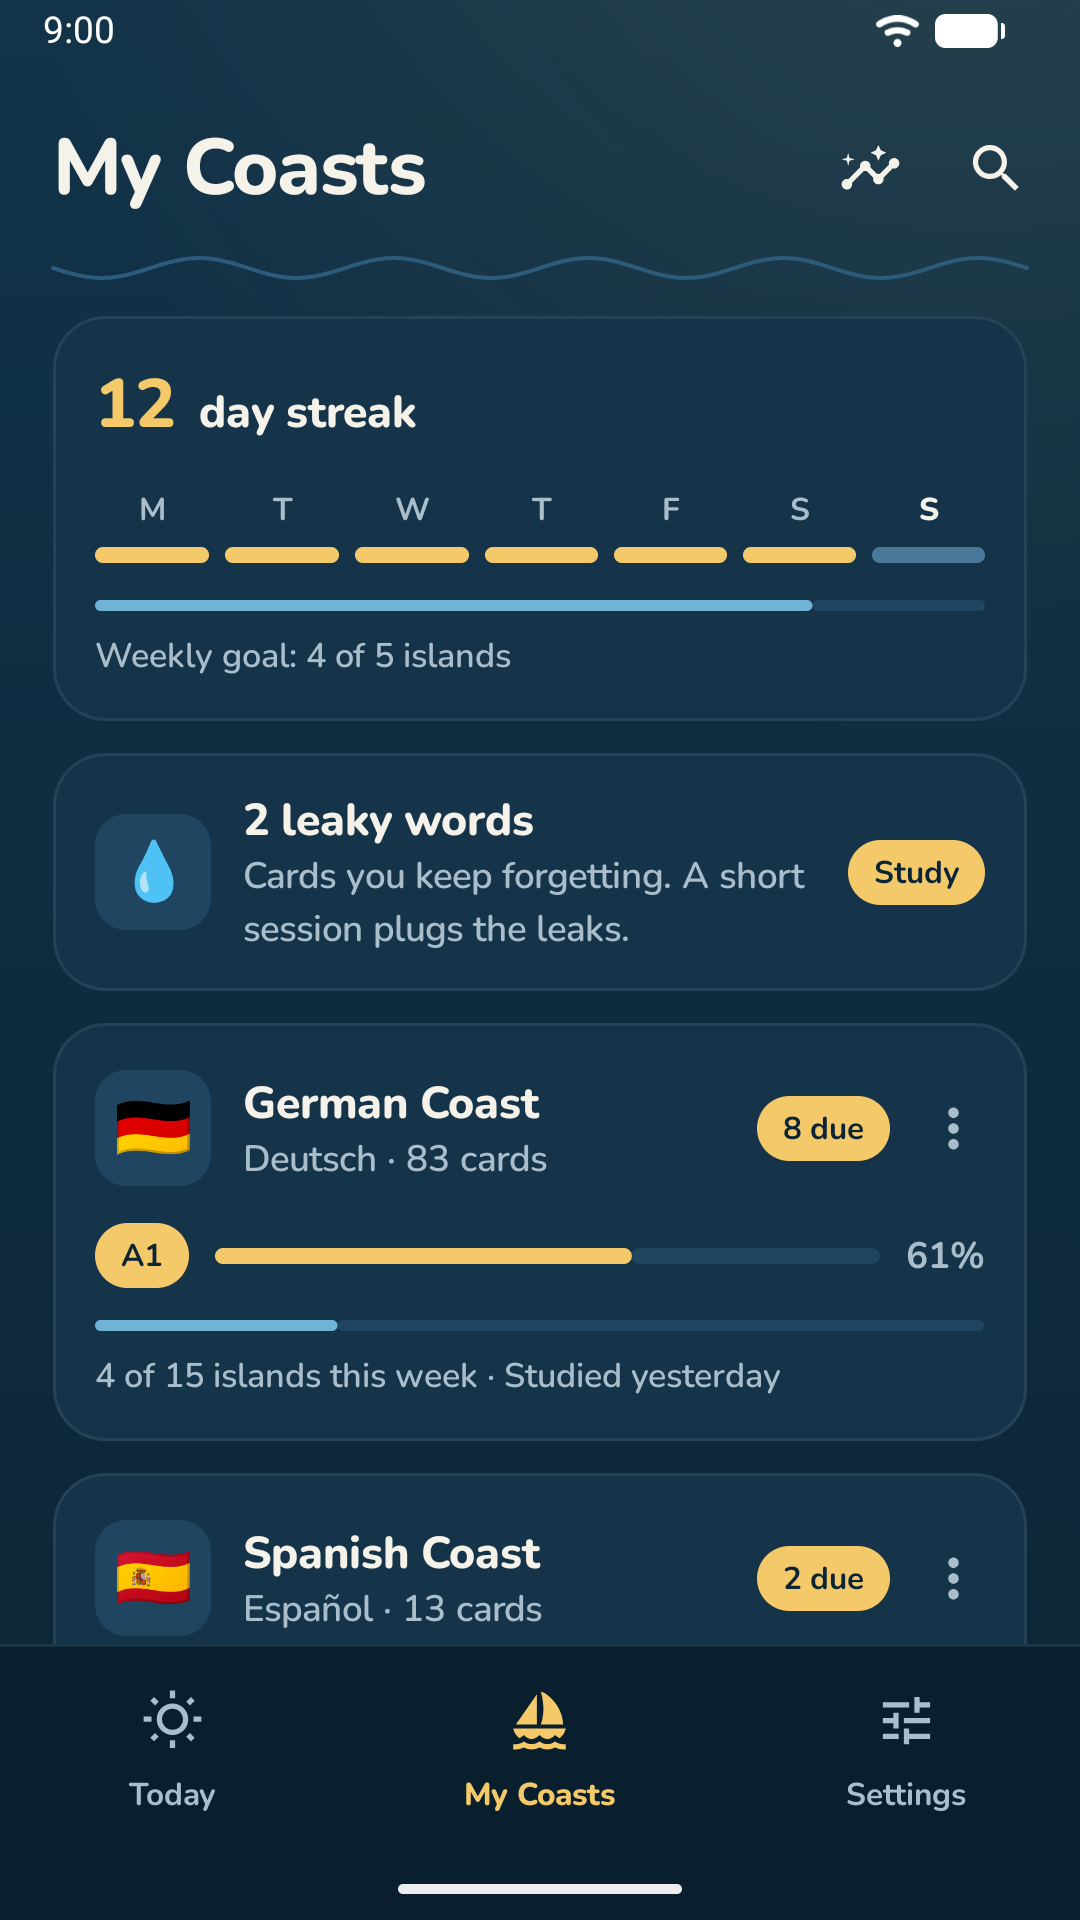 9:00
My Coasts
12 day streak
M T W T F S S
Weekly goal: 4 of 5 islands
2 leaky words
Cards you keep forgetting. A short
session plugs the leaks.
Study
German Coast
Deutsch · 83 cards
8 due
A1
61%
4 of 15 islands this week · Studied yesterday
Spanish Coast
Español · 13 cards
2 due
Today
My Coasts
Settings